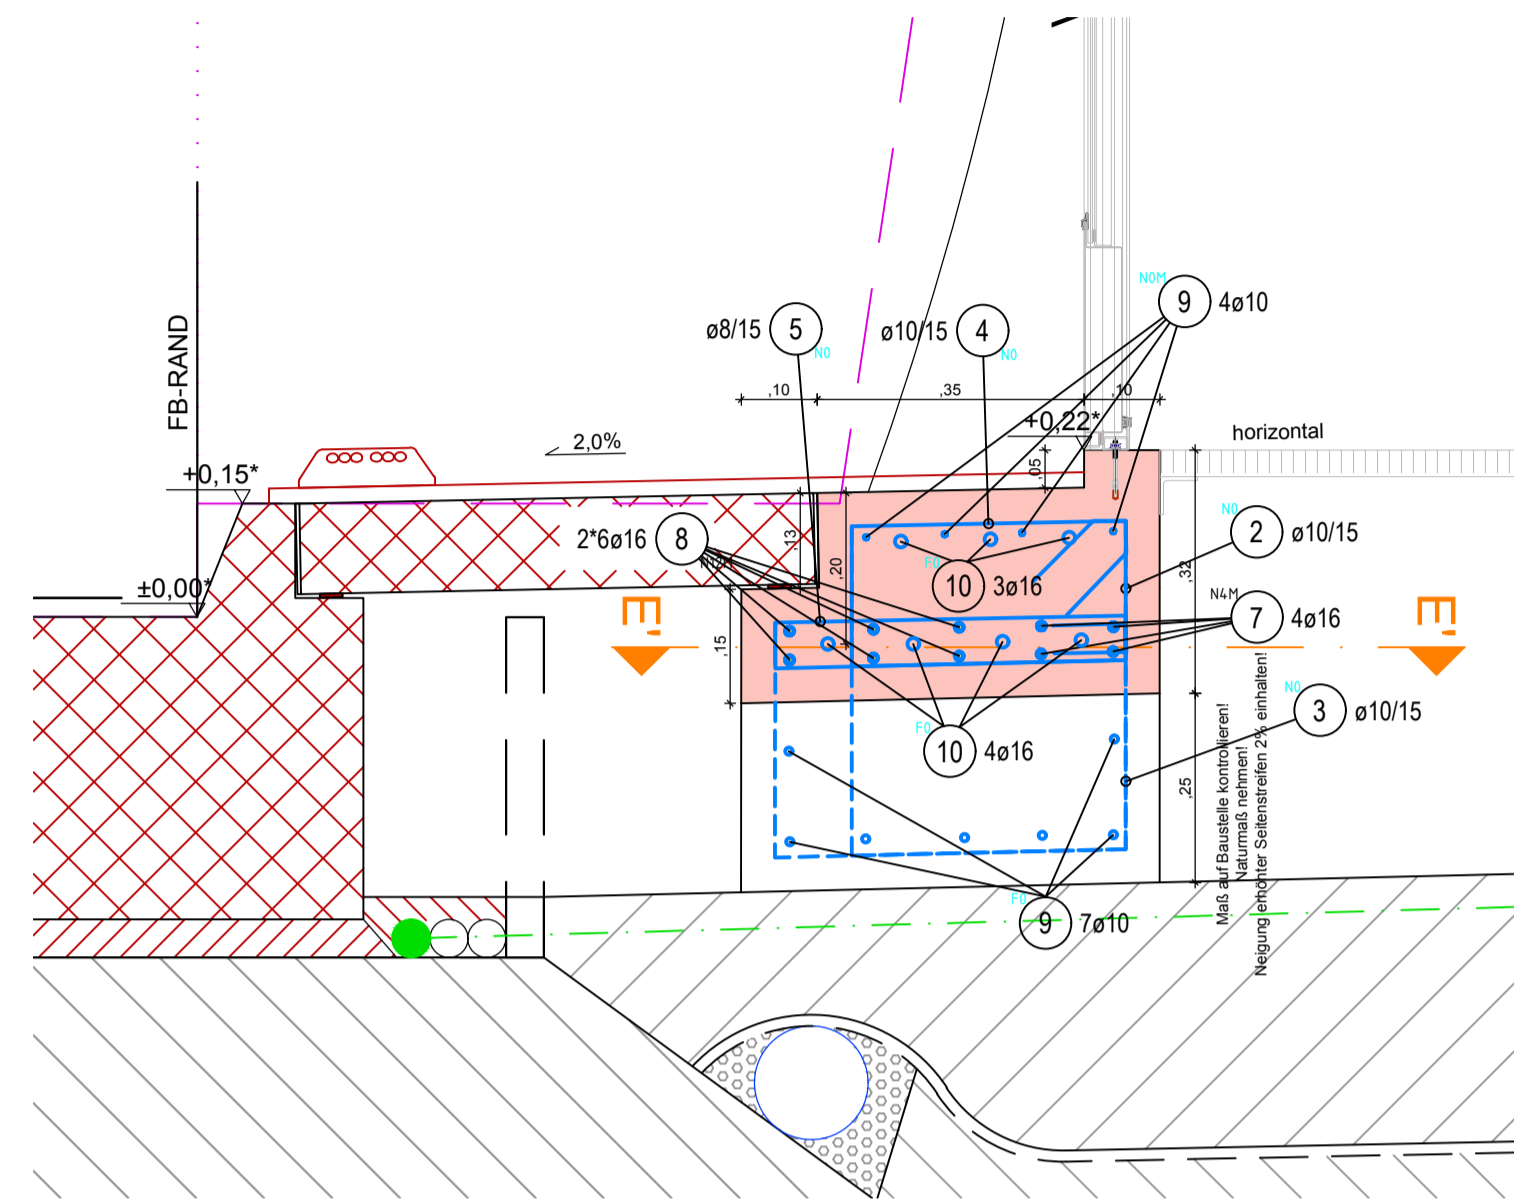 N0M
9 4ø10
ø8/15 5
N0
ø10/15 4
N0
FB-RAND
,10 ,35 ,10
+0,22*
horizontal
2,0%
+0,15*
,05
N0
2 ø10/15
2*6ø16 8
,13
,20
F0
10 3ø16
,32
±0,00*
E'
N4M
7 4ø16
E'
,15
N0
3 ø10/15
F0
10 4ø16
,25
Maß auf Baustelle kontrollieren!
Naturmaß nehmen!
Neigung erhöhter Seitenstreifen 2% einhalten!
F0
9 7ø10